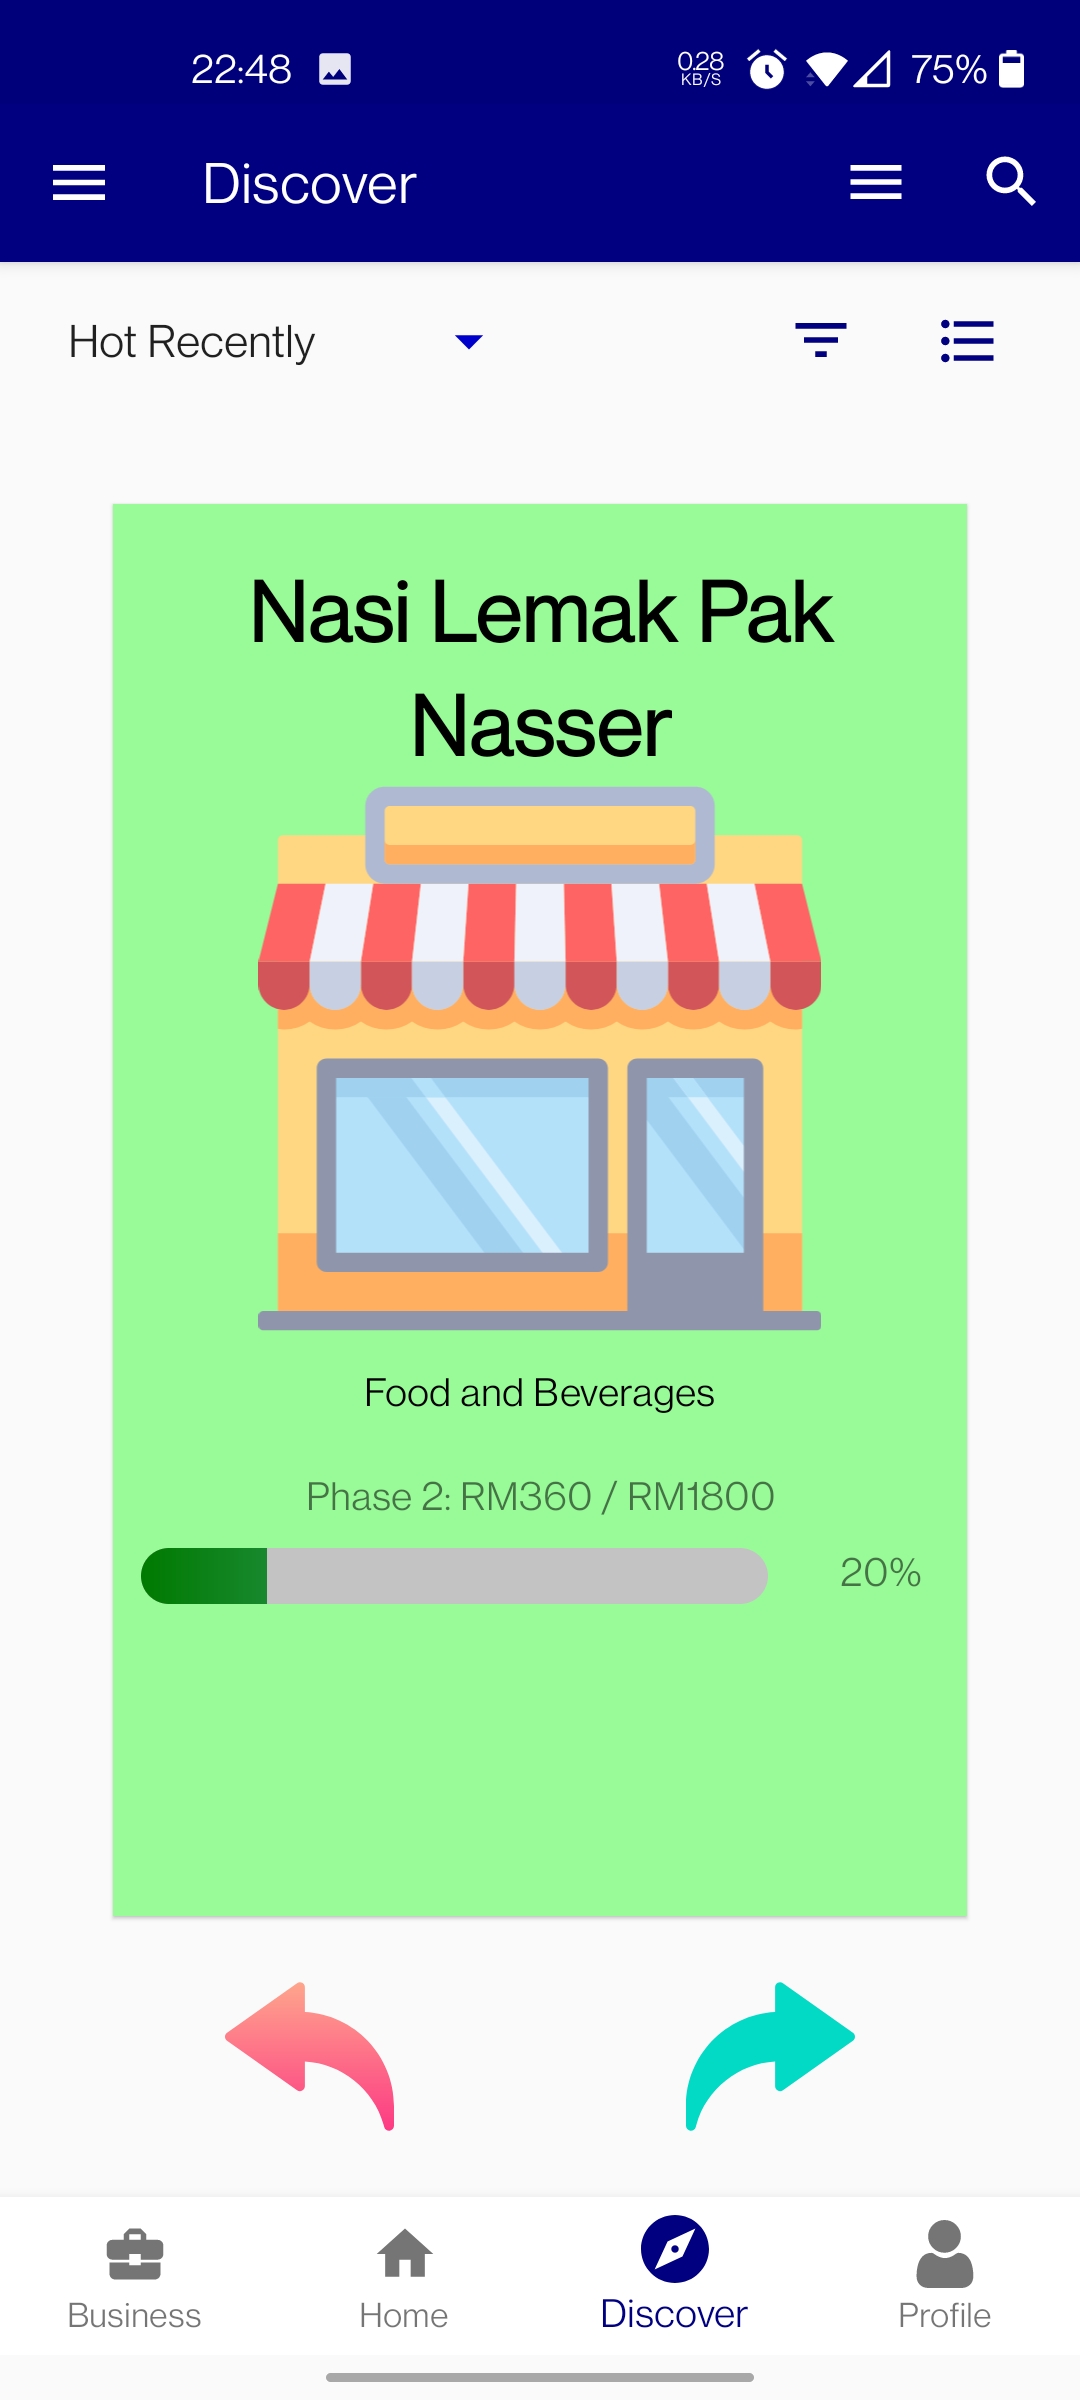 22:48
0.28
KB/S
75%
Discover
Hot Recently
Nasi Lemak Pak
Nasser
Food and Beverages
Phase 2: RM360 / RM1800
20%
Business
Home
Discover
Profile